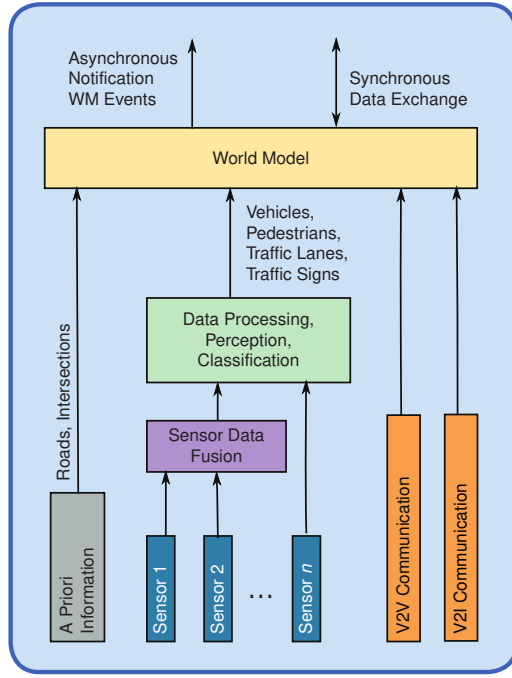 Asynchronous
Notification
WM Events
Synchronous
Data Exchange
World Model
Vehicles,
Pedestrians,
Traffic Lanes,
Traffic Signs
Data Processing,
Perception,
Classification
Roads, Intersections
Sensor Data
Fusion
A Priori
Information
Sensor 1
Sensor 2
...
Sensor n
V2V Communication
V2I Communication